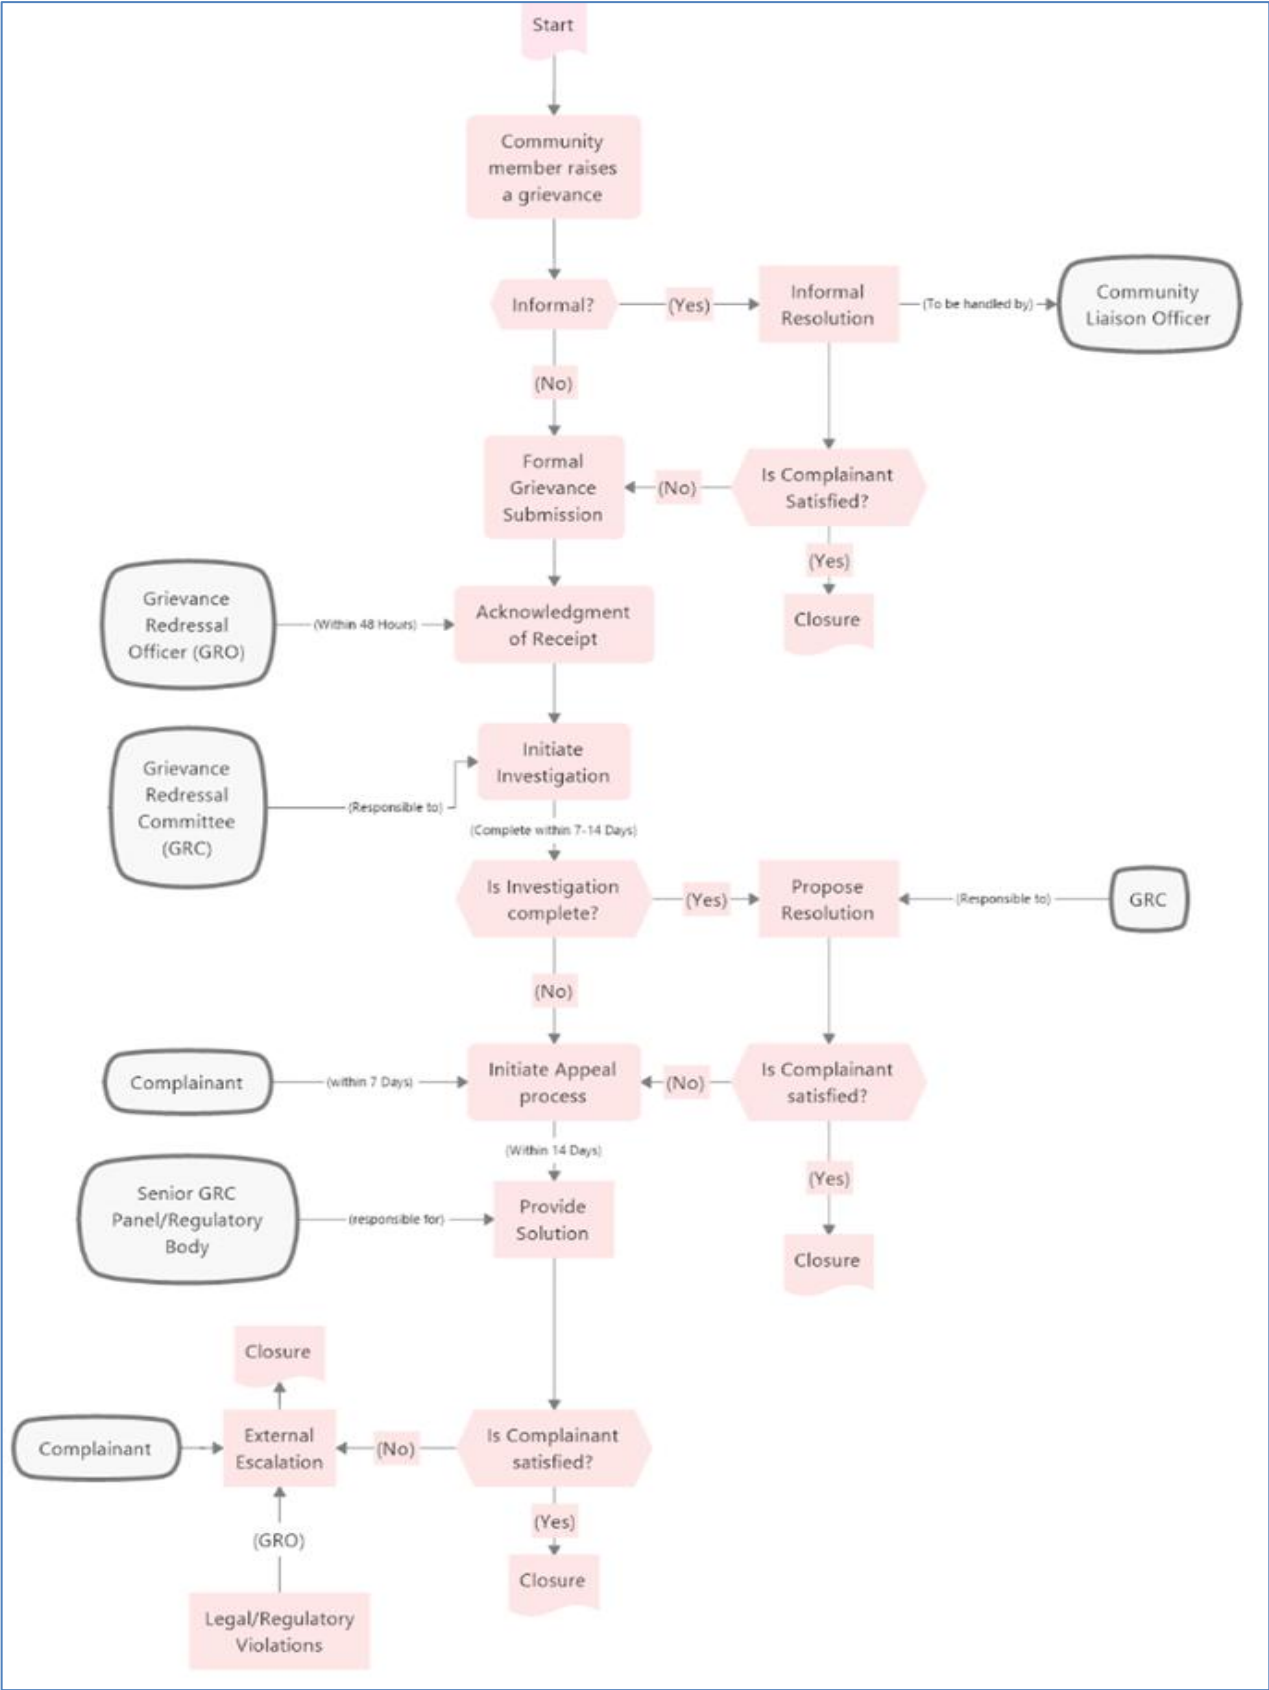 Start
Community
member raises
a grievance
Informal?
(Yes)
Informal
Resolution
(To be handled by)
Community
Liaison Officer
(No)
Formal
Grievance
Submission
(No)
Is Complainant
Satisfied?
(Yes)
Closure
Grievance
Redressal
Officer (GRO)
(Within 48 Hours)
Acknowledgment
of Receipt
Grievance
Redressal
Committee
(GRC)
(Responsible to)
Initiate
Investigation
(Complete within 7-14 Days)
Is Investigation
complete?
(Yes)
Propose
Resolution
(Responsible to)
GRC
(No)
Complainant
(within 7 Days)
Initiate Appeal
process
(No)
Is Complainant
satisfied?
(Within 14 Days)
(Yes)
Closure
Senior GRC
Panel/Regulatory
Body
(responsible for)
Provide
Solution
Closure
Complainant
External
Escalation
(No)
Is Complainant
satisfied?
(Yes)
Closure
(GRO)
Legal/Regulatory
Violations